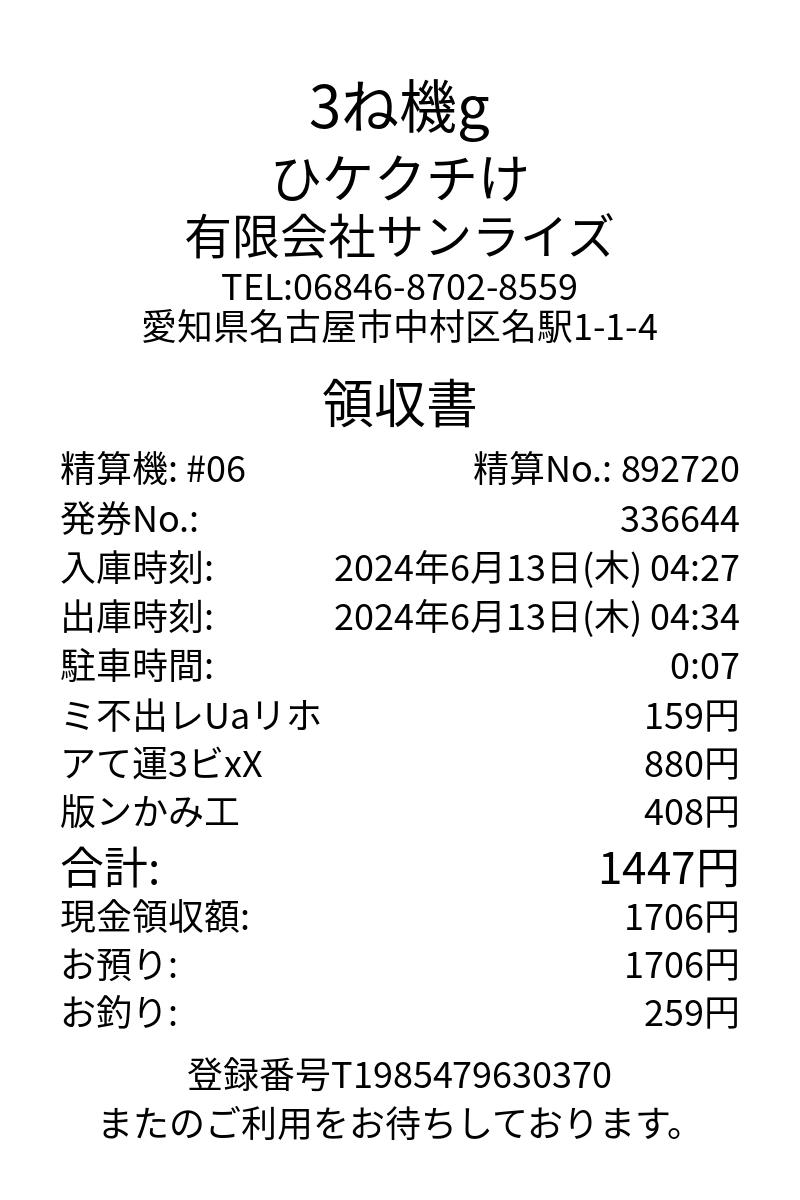 3ね機g
ひケクチけ
有限会社サンライズ
TEL:06846-8702-8559
愛知県名古屋市中村区名駅1-1-4
領収書
精算機: #06 精算No.: 892720
発券No.: 336644
入庫時刻: 2024年6月13日(木) 04:27
出庫時刻: 2024年6月13日(木) 04:34
駐車時間: 0:07
ミ不出レUaリホ 159円
アて運3ビxX 880円
版ンかみ工 408円
合計: 1447円
現金領収額: 1706円
お預り: 1706円
お釣り: 259円
登録番号T1985479630370
またのご利用をお待ちしております。